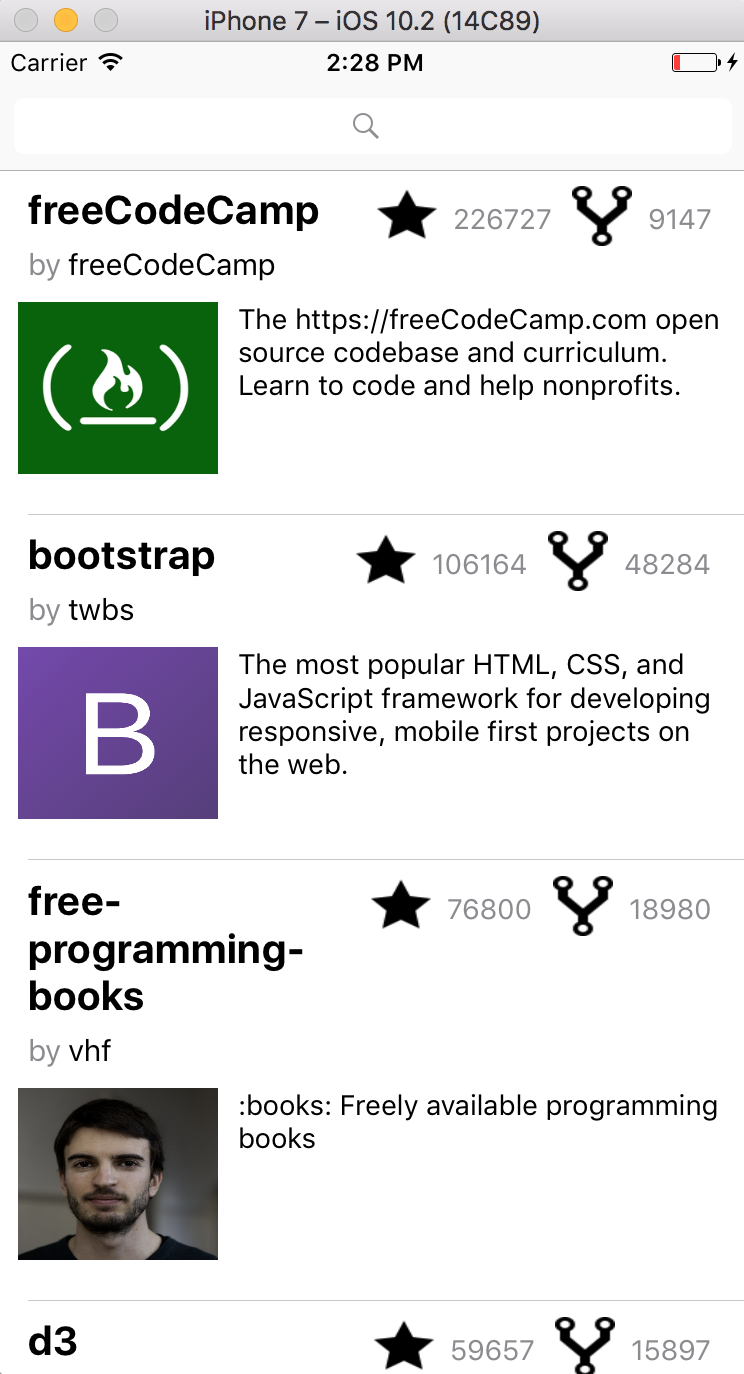 iPhone 7 – iOS 10.2 (14C89)
Carrier 2:28 PM
freeCodeCamp 226727 9147
by freeCodeCamp
The https://freeCodeCamp.com open
source codebase and curriculum.
Learn to code and help nonprofits.
bootstrap 106164 48284
by twbs
B
The most popular HTML, CSS, and
JavaScript framework for developing
responsive, mobile first projects on
the web.
free- 76800 18980
programming-
books
by vhf
:books: Freely available programming
books
d3 59657 15897